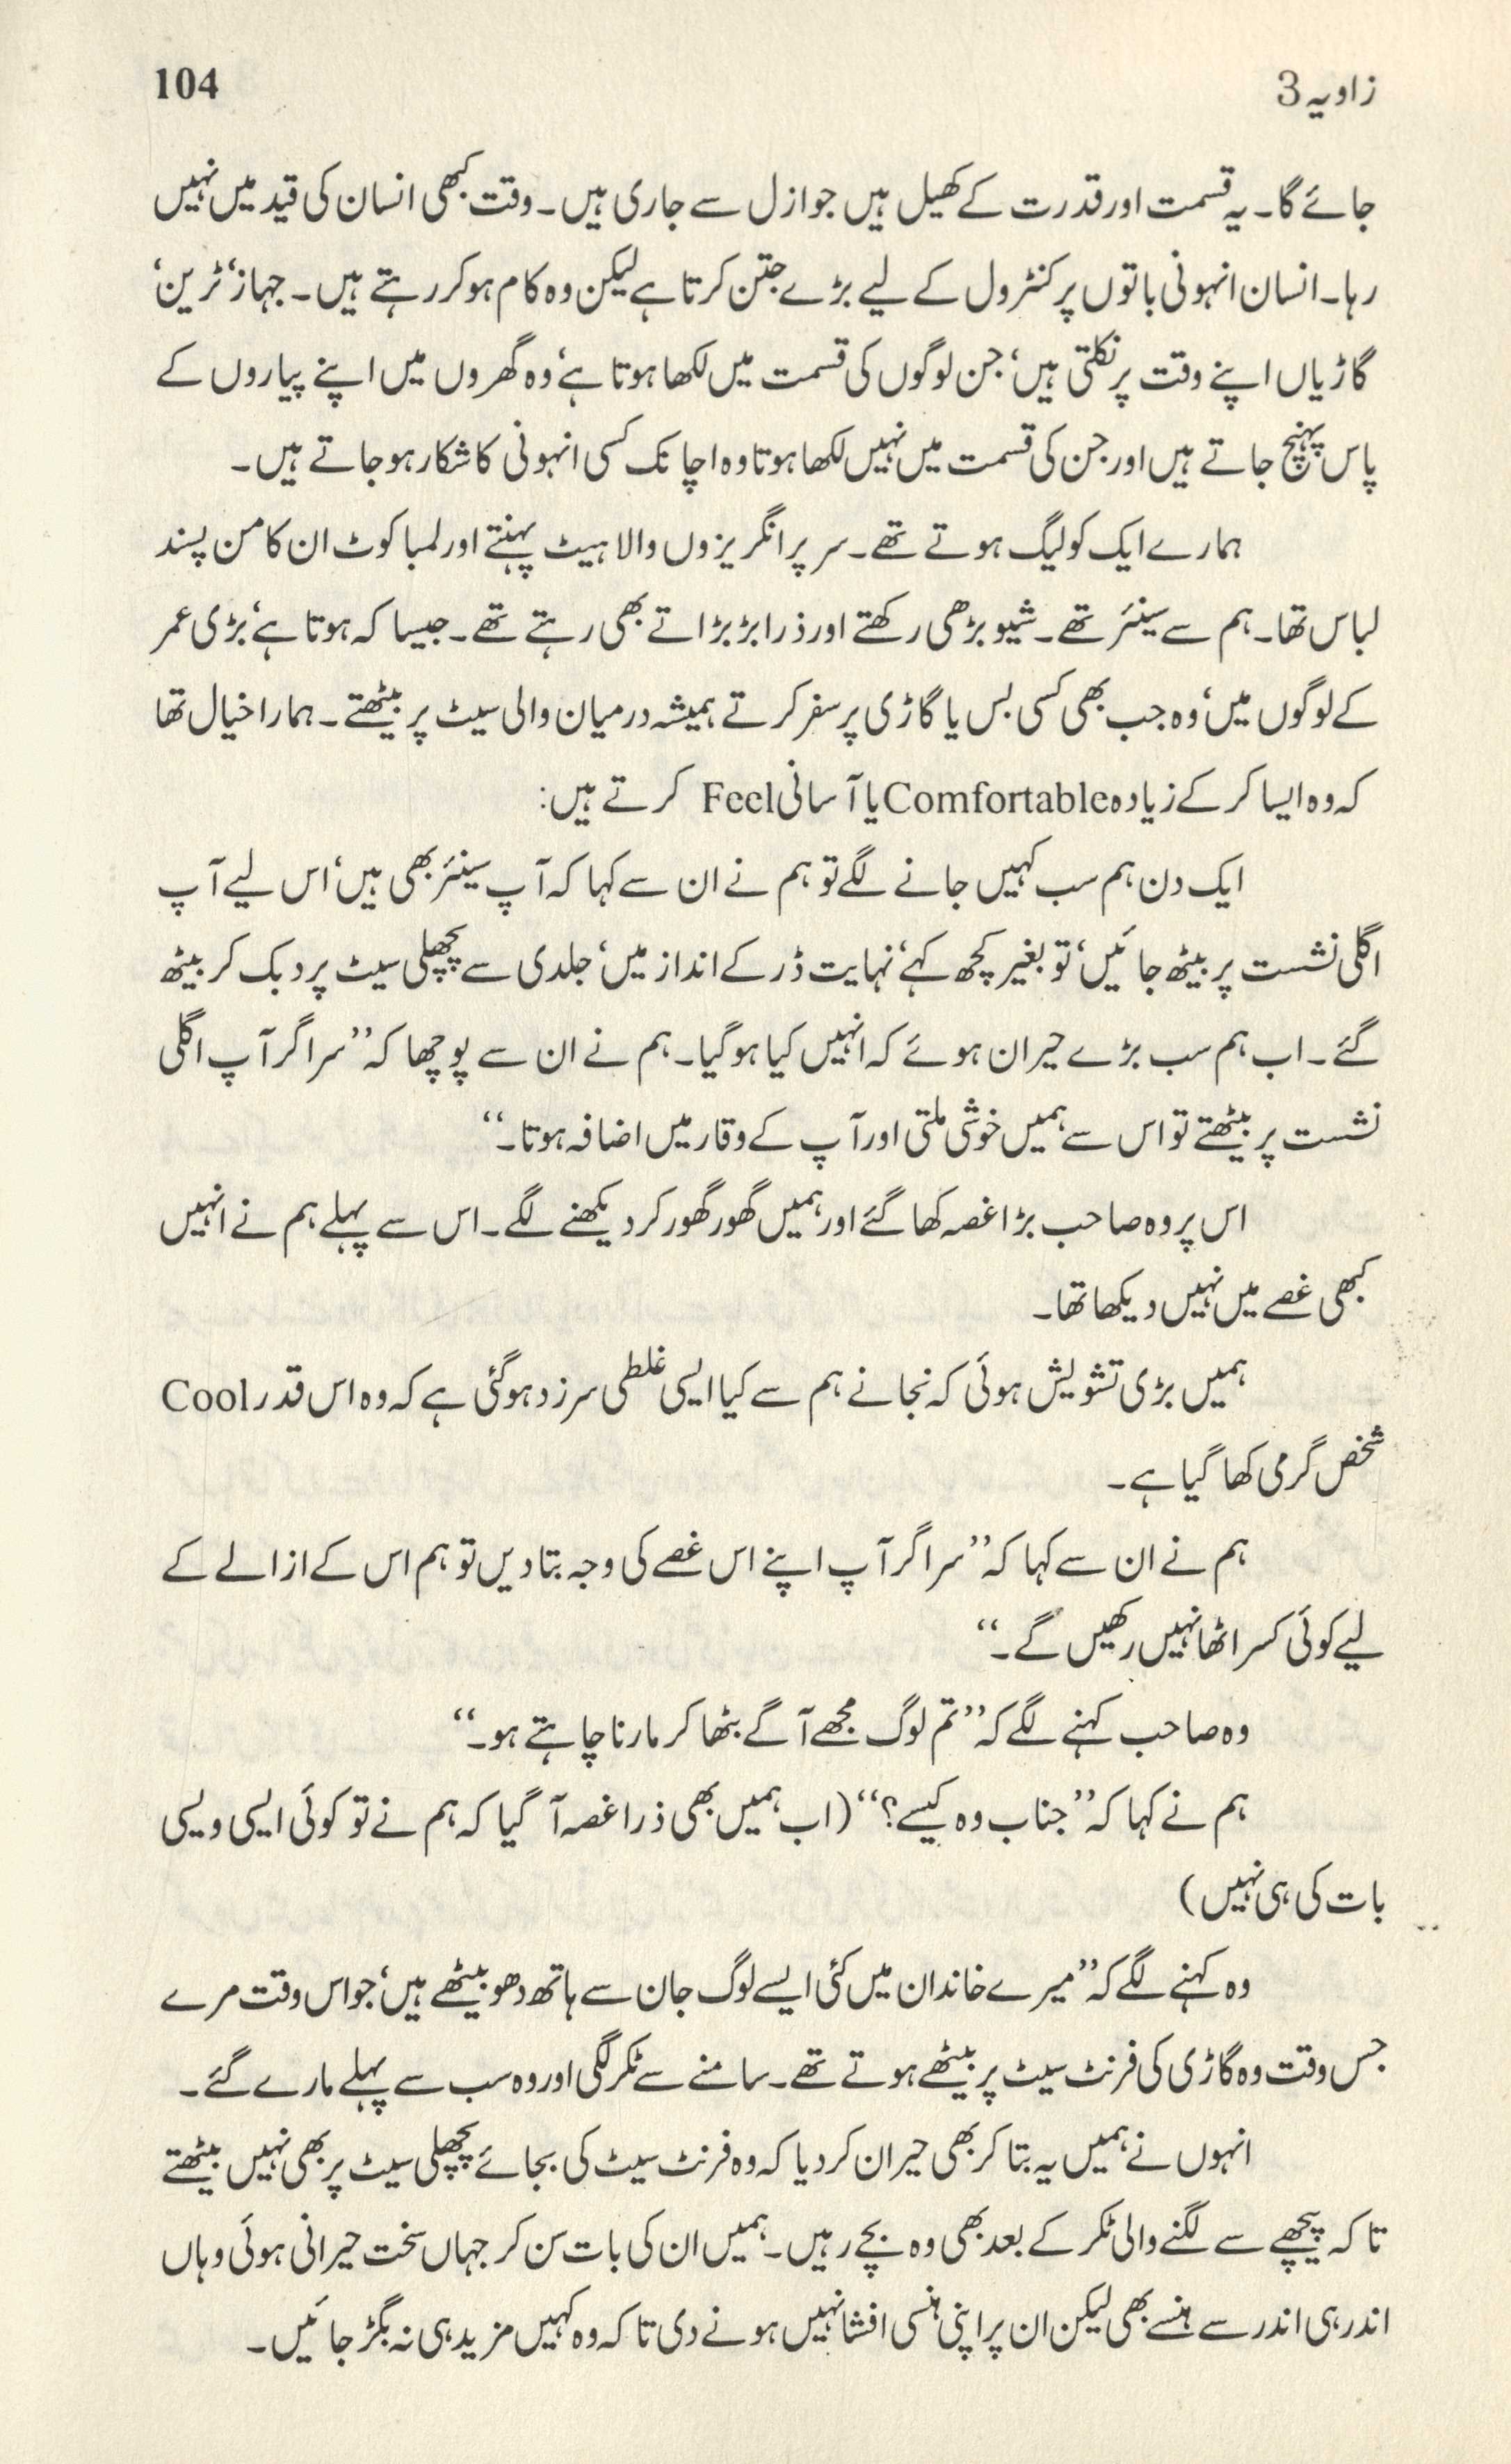 زاویہ 3
104
جائے گا۔ یہ قسمت اور قدرت کے کھیل ہیں جو ازل سے جاری ہیں۔ وقت کبھی انسان کی قید میں نہیں
رہا۔ انسان انہونی باتوں پر کنٹرول کے لیے بڑے جتن کرتا ہے لیکن وہ کام ہو کر رہتے ہیں۔ جہاز‘ ٹرین‘
گاڑیاں اپنے وقت پر نکلتی ہیں‘ جن لوگوں کی قسمت میں لکھا ہوتا ہے‘ وہ گھروں میں اپنے پیاروں کے
پاس پہنچ جاتے ہیں اور جن کی قسمت میں نہیں لکھا ہوتا وہ اچانک کسی انہونی کا شکار ہو جاتے ہیں۔
ہمارے ایک کولیگ ہوتے تھے۔ سر پر انگریزوں والا ہیٹ پہنتے اور لمبا کوٹ ان کا من پسند
لباس تھا۔ ہم سے سینئر تھے۔ شیو بڑھی رکھتے اور ذرا بڑبڑاتے بھی رہتے تھے۔ جیسا کہ ہوتا ہے‘ بڑی عمر
کے لوگوں میں‘ وہ جب بھی کسی بس یا گاڑی پر سفر کرتے ہمیشہ درمیان والی سیٹ پر بیٹھتے۔ ہمارا خیال تھا
کہ وہ ایسا کر کے زیادہ Comfortable یا آسانی Feel کرتے ہیں:
ایک دن ہم سب کہیں جانے لگے تو ہم نے ان سے کہا کہ آپ سینئر بھی ہیں‘ اس لیے آپ
اگلی نشست پر بیٹھ جائیں‘ تو بغیر کچھ کہے‘ نہایت ڈر کے انداز میں‘ جلدی سے پچھلی سیٹ پر دبک کر بیٹھ
گئے۔ اب ہم سب بڑے حیران ہوئے کہ انہیں کیا ہو گیا۔ ہم نے ان سے پوچھا کہ ’’سر اگر آپ اگلی
نشست پر بیٹھتے تو اس سے ہمیں خوشی ملتی اور آپ کے وقار میں اضافہ ہوتا۔‘‘
اس پر وہ صاحب بڑا غصہ کھا گئے اور ہمیں گھور گھور کر دیکھنے لگے۔ اس سے پہلے ہم نے انہیں
کبھی غصے میں نہیں دیکھا تھا۔
ہمیں بڑی تشویش ہوئی کہ نجانے ہم سے کیا ایسی غلطی سرزد ہو گئی ہے کہ وہ اس قدر Cool
شخص گرمی کھا گیا ہے۔
ہم نے ان سے کہا کہ ’’سر اگر آپ اپنے اس غصے کی وجہ بتا دیں تو ہم اس کے ازالے کے
لیے کوئی کسر اٹھا نہیں رکھیں گے۔‘‘
وہ صاحب کہنے لگے کہ ’’تم لوگ مجھے آگے بٹھا کر مارنا چاہتے ہو۔‘‘
ہم نے کہا کہ ’’جناب وہ کیسے؟‘‘ (اب ہمیں بھی ذرا غصہ آ گیا کہ ہم نے تو کوئی ایسی ویسی
بات کی ہی نہیں)
وہ کہنے لگے کہ ’’میرے خاندان میں کئی ایسے لوگ جان سے ہاتھ دھو بیٹھے ہیں‘ جو اس وقت مرے
جس وقت وہ گاڑی کی فرنٹ سیٹ پر بیٹھے ہوتے تھے۔ سامنے سے ٹکر لگی اور وہ سب سے پہلے مارے گئے۔
انہوں نے ہمیں یہ بتا کر بھی حیران کر دیا کہ وہ فرنٹ سیٹ کی بجائے پچھلی سیٹ پر بھی نہیں بیٹھتے
تا کہ پیچھے سے لگنے والی ٹکر کے بعد بھی وہ بچے رہیں۔ ہمیں ان کی بات سن کر جہاں سخت حیرانی ہوئی وہاں
اندر ہی اندر سے ہنسے بھی لیکن ان پر اپنی ہنسی افشا نہیں ہونے دی تا کہ وہ کہیں مزید ہی نہ بگڑ جائیں۔